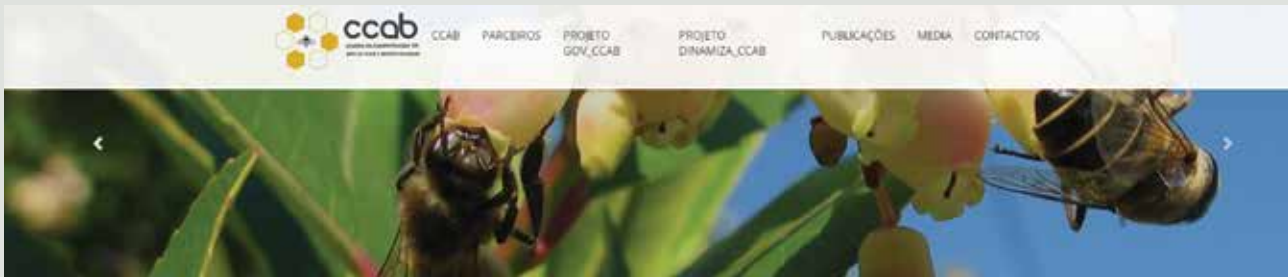 ccab
CCAB
PARCEIROS
PROJETO
GOV_CCAB
PROJETO
DINAMIZA_CCAB
PUBLICAÇÕES
MEDIA
CONTACTOS